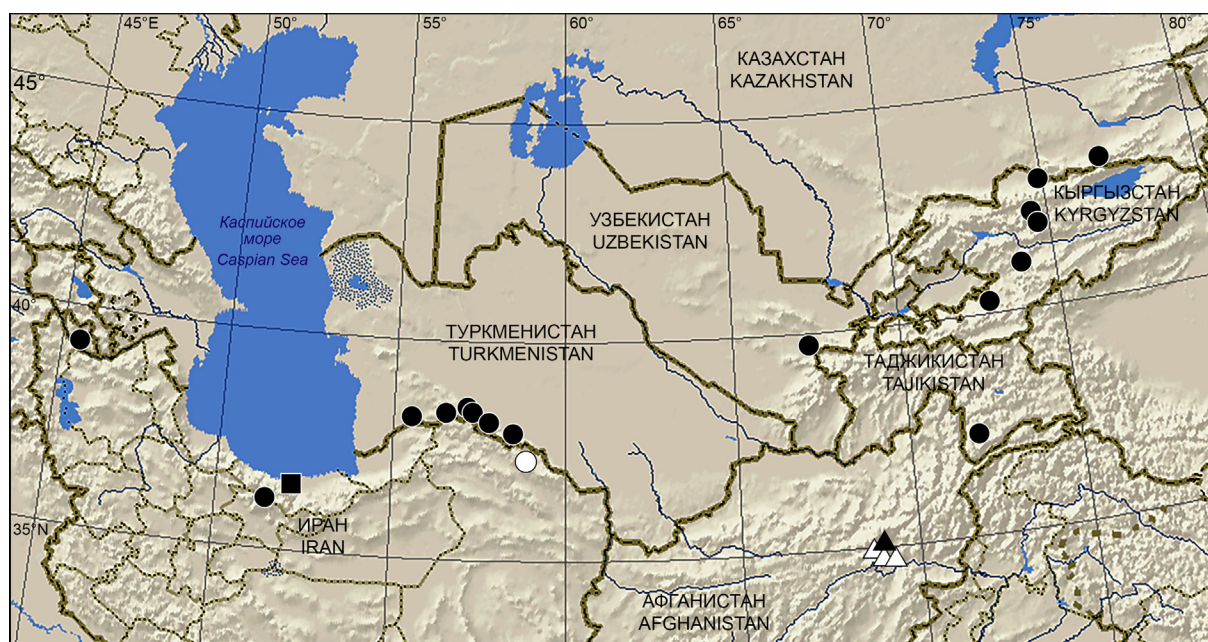 45°E
50°
55°
60°
65°
70°
75°
80°
45°
КАЗАХСТАН
KAZAKHSTAN
КЫРГЫЗСТАН
KYRGYZSTAN
УЗБЕКИСТАН
UZBEKISTAN
Каспийское
море
Caspian Sea
40°
ТУРКМЕНИСТАН
TURKMENISTAN
ТАДЖИКИСТАН
TAJIKISTAN
35°N
ИРАН
IRAN
АФГАНИСТАН
AFGHANISTAN